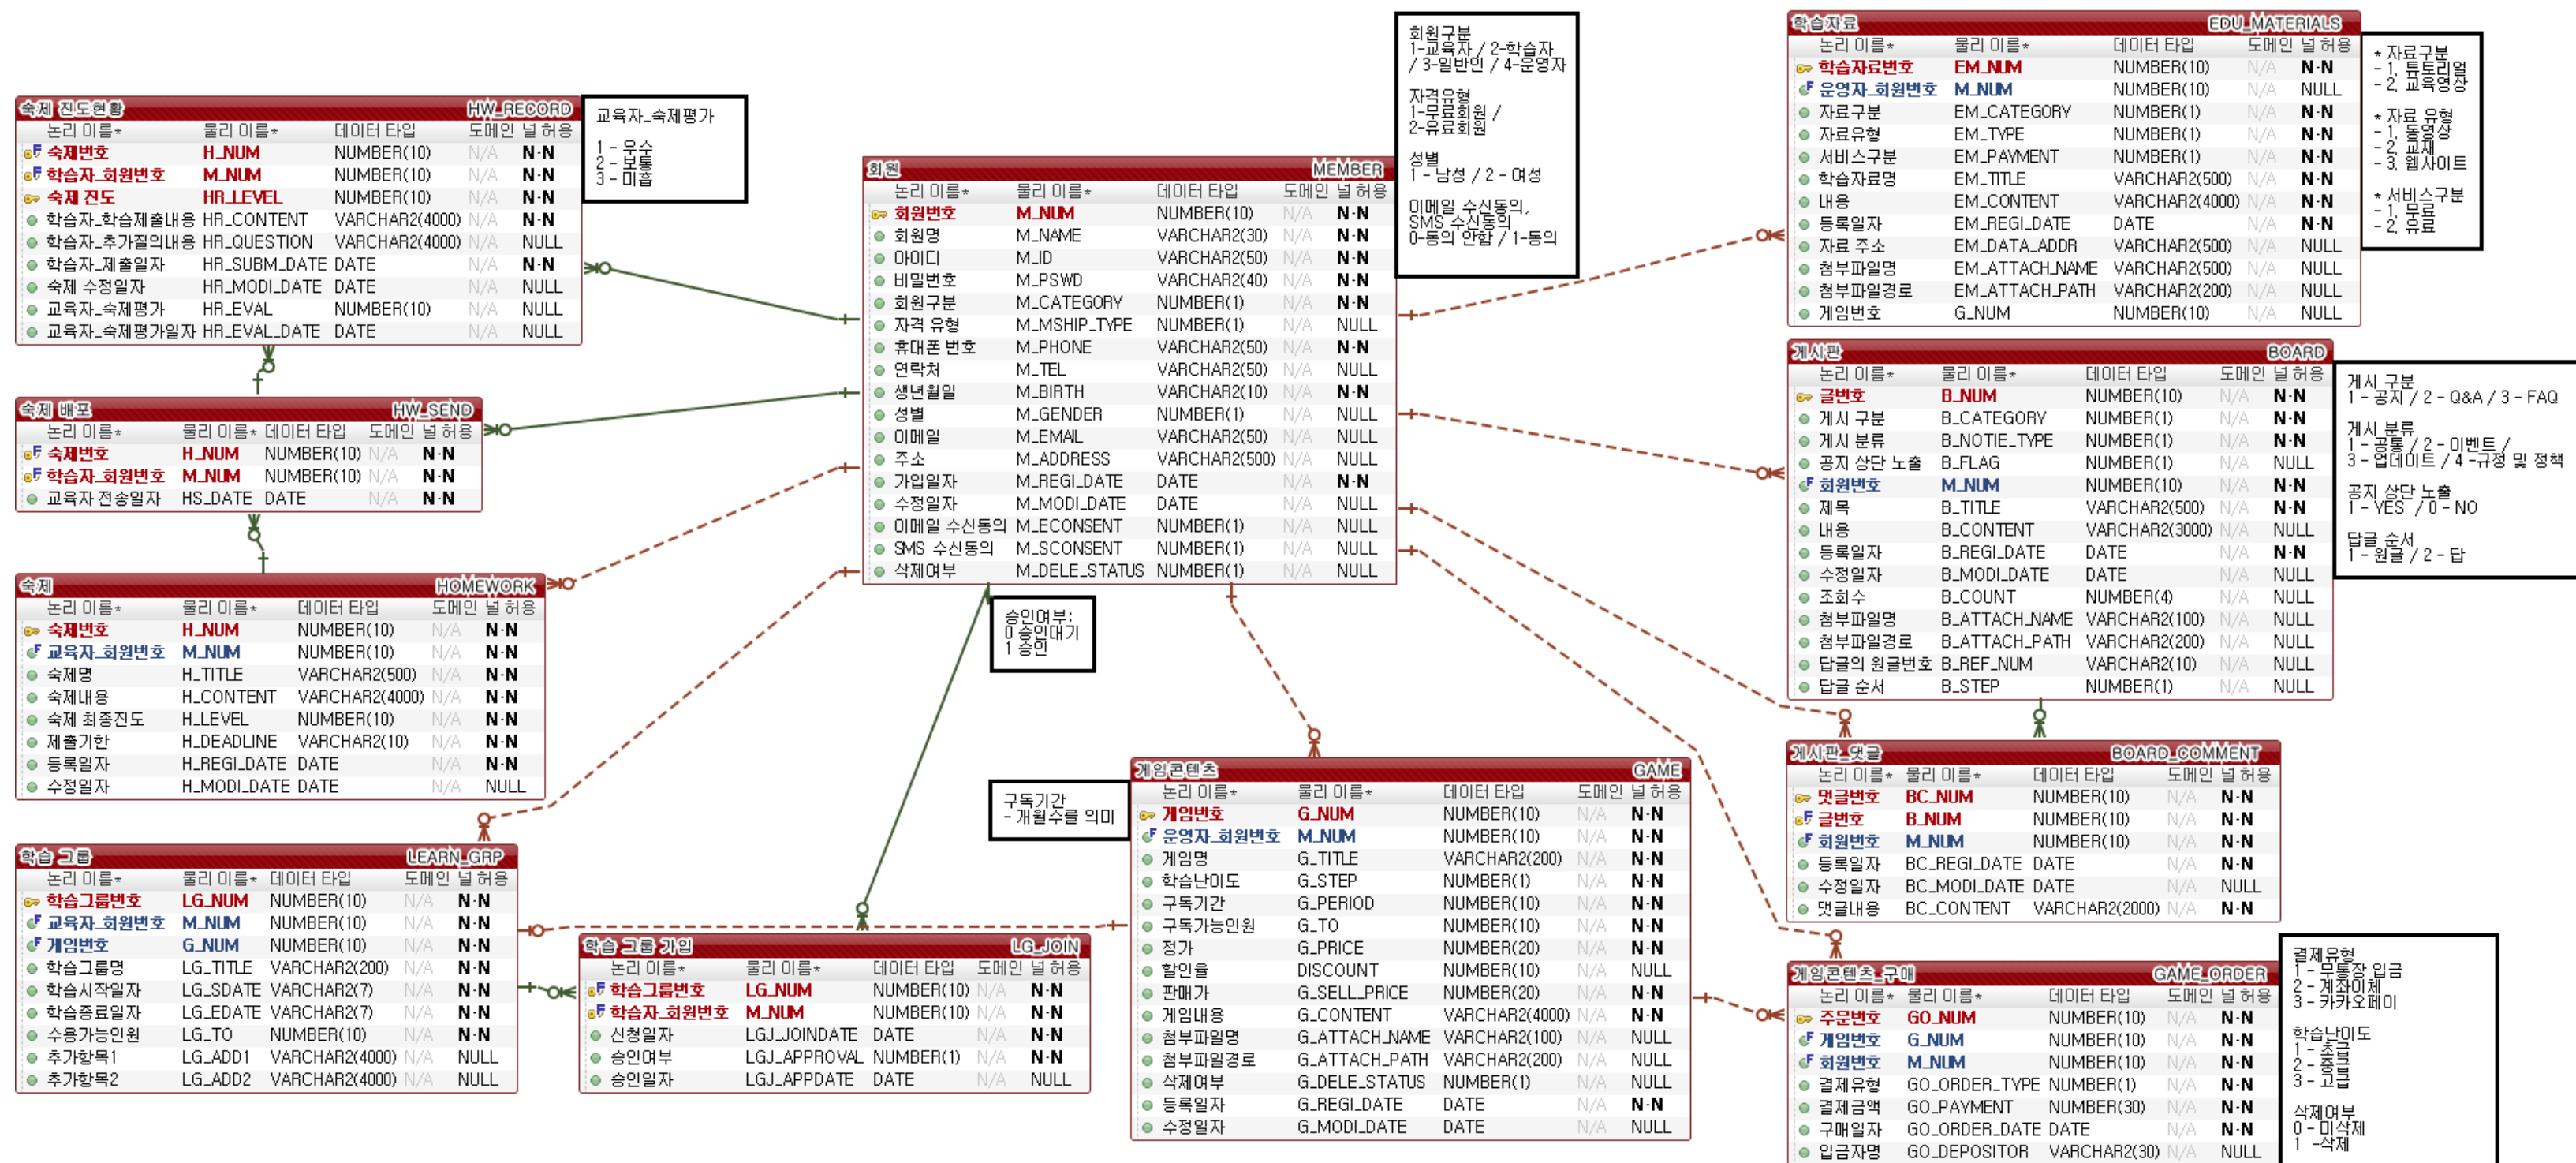 숙제 진도현황 HW_RECORD
논리 이름* 물리 이름* 데이터 타입 도메인 널 허용
숙제번호 H_NUM NUMBER(10) N/A N-N
학습자_회원번호 M_NUM NUMBER(10) N/A N-N
숙제 진도 HR_LEVEL NUMBER(10) N/A N-N
학습자_학습제출내용 HR_CONTENT VARCHAR2(4000) N/A N-N
학습자_추가질의내용 HR_QUESTION VARCHAR2(4000) N/A NULL
학습자_제출일자 HR_SUBM_DATE DATE N/A N-N
숙제 수정일자 HR_MODI_DATE DATE N/A NULL
교육자_숙제평가 HR_EVAL NUMBER(10) N/A NULL
교육자_숙제평가일자 HR_EVAL_DATE DATE N/A NULL
교육자_숙제평가
1 - 우수
2 - 보통
3 - 미흡
숙제 배포 HW_SEND
논리 이름* 물리 이름* 데이터 타입 도메인 널 허용
숙제번호 H_NUM NUMBER(10) N/A N-N
학습자_회원번호 M_NUM NUMBER(10) N/A N-N
교육자 전송일자 HS_DATE DATE N/A N-N
숙제 HOMEWORK
논리 이름* 물리 이름* 데이터 타입 도메인 널 허용
숙제번호 H_NUM NUMBER(10) N/A N-N
교육자_회원번호 M_NUM NUMBER(10) N/A N-N
숙제명 H_TITLE VARCHAR2(500) N/A N-N
숙제내용 H_CONTENT VARCHAR2(4000) N/A N-N
숙제 최종진도 H_LEVEL NUMBER(10) N/A N-N
제출기한 H_DEADLINE VARCHAR2(10) N/A N-N
등록일자 H_REGI_DATE DATE N/A N-N
수정일자 H_MODI_DATE DATE N/A NULL
학습 그룹 LEARN_GRP
논리 이름* 물리 이름* 데이터 타입 도메인 널 허용
학습그룹번호 LG_NUM NUMBER(10) N/A N-N
교육자_회원번호 M_NUM NUMBER(10) N/A N-N
게임번호 G_NUM NUMBER(10) N/A N-N
학습그룹명 LG_TITLE VARCHAR2(200) N/A N-N
학습시작일자 LG_SDATE VARCHAR2(7) N/A N-N
학습종료일자 LG_EDATE VARCHAR2(7) N/A N-N
수용가능인원 LG_TO NUMBER(10) N/A N-N
추가항목1 LG_ADD1 VARCHAR2(4000) N/A NULL
추가항목2 LG_ADD2 VARCHAR2(4000) N/A NULL
회원 MEMBER
논리 이름* 물리 이름* 데이터 타입 도메인 널 허용
회원번호 M_NUM NUMBER(10) N/A N-N
회원명 M_NAME VARCHAR2(30) N/A N-N
아이디 M_ID VARCHAR2(50) N/A N-N
비밀번호 M_PSWD VARCHAR2(40) N/A N-N
회원구분 M_CATEGORY NUMBER(1) N/A N-N
자격 유형 M_MSHIP_TYPE NUMBER(1) N/A NULL
휴대폰 번호 M_PHONE VARCHAR2(50) N/A N-N
연락처 M_TEL VARCHAR2(50) N/A NULL
생년월일 M_BIRTH VARCHAR2(10) N/A N-N
성별 M_GENDER NUMBER(1) N/A NULL
이메일 M_EMAIL VARCHAR2(50) N/A NULL
주소 M_ADDRESS VARCHAR2(500) N/A NULL
가입일자 M_REGI_DATE DATE N/A N-N
수정일자 M_MODI_DATE DATE N/A NULL
이메일 수신동의 M_ECONSENT NUMBER(1) N/A NULL
SMS 수신동의 M_SCONSENT NUMBER(1) N/A NULL
삭제여부 M_DELE_STATUS NUMBER(1) N/A NULL
회원구분
1-교육자 / 2-학습자
/ 3-일반인 / 4-운영자
자격유형
1-무료회원 /
2-유료회원
성별
1 - 남성 / 2 - 여성
이메일 수신동의,
SMS 수신동의
0-동의 안함 / 1-동의
승인여부:
0 승인대기
1 승인
학습 그룹 가입 LG_JOIN
논리 이름* 물리 이름* 데이터 타입 도메인 널 허용
학습그룹번호 LG_NUM NUMBER(10) N/A N-N
학습자_회원번호 M_NUM NUMBER(10) N/A N-N
신청일자 LGJ_JOINDATE DATE N/A N-N
승인여부 LGJ_APPROVAL NUMBER(1) N/A N-N
승인일자 LGJ_APPDATE DATE N/A NULL
구독기간
- 개월수를 의미
게임콘텐츠 GAME
논리 이름* 물리 이름* 데이터 타입 도메인 널 허용
게임번호 G_NUM NUMBER(10) N/A N-N
운영자_회원번호 M_NUM NUMBER(10) N/A N-N
게임명 G_TITLE VARCHAR2(200) N/A N-N
학습난이도 G_STEP NUMBER(1) N/A N-N
구독기간 G_PERIOD NUMBER(10) N/A N-N
구독가능인원 G_TO NUMBER(10) N/A N-N
정가 G_PRICE NUMBER(20) N/A N-N
할인율 DISCOUNT NUMBER(10) N/A NULL
판매가 G_SELL_PRICE NUMBER(20) N/A N-N
게임내용 G_CONTENT VARCHAR2(4000) N/A N-N
첨부파일명 G_ATTACH_NAME VARCHAR2(100) N/A NULL
첨부파일경로 G_ATTACH_PATH VARCHAR2(200) N/A NULL
삭제여부 G_DELE_STATUS NUMBER(1) N/A NULL
등록일자 G_REGI_DATE DATE N/A N-N
수정일자 G_MODI_DATE DATE N/A NULL
학습자료 EDU_MATERIALS
논리 이름* 물리 이름* 데이터 타입 도메인 널 허용
학습자료번호 EM_NUM NUMBER(10) N/A N-N
운영자_회원번호 M_NUM NUMBER(10) N/A NULL
자료구분 EM_CATEGORY NUMBER(1) N/A N-N
자료유형 EM_TYPE NUMBER(1) N/A N-N
서비스구분 EM_PAYMENT NUMBER(1) N/A N-N
학습자료명 EM_TITLE VARCHAR2(500) N/A N-N
내용 EM_CONTENT VARCHAR2(4000) N/A N-N
등록일자 EM_REGI_DATE DATE N/A N-N
자료 주소 EM_DATA_ADDR VARCHAR2(500) N/A NULL
첨부파일명 EM_ATTACH_NAME VARCHAR2(500) N/A NULL
첨부파일경로 EM_ATTACH_PATH VARCHAR2(200) N/A NULL
게임번호 G_NUM NUMBER(10) N/A NULL
* 자료구분
- 1. 튜토리얼
- 2. 교육영상
* 자료 유형
- 1. 동영상
- 2. 교재
- 3. 웹사이트
* 서비스구분
- 1. 무료
- 2. 유료
게시판 BOARD
논리 이름* 물리 이름* 데이터 타입 도메인 널 허용
글번호 B_NUM NUMBER(10) N/A N-N
게시 구분 B_CATEGORY NUMBER(1) N/A N-N
게시 분류 B_NOTIE_TYPE NUMBER(1) N/A N-N
공지 상단 노출 B_FLAG NUMBER(1) N/A NULL
회원번호 M_NUM NUMBER(10) N/A N-N
제목 B_TITLE VARCHAR2(500) N/A N-N
내용 B_CONTENT VARCHAR2(3000) N/A NULL
등록일자 B_REGI_DATE DATE N/A N-N
수정일자 B_MODI_DATE DATE N/A NULL
조회수 B_COUNT NUMBER(4) N/A NULL
첨부파일명 B_ATTACH_NAME VARCHAR2(100) N/A NULL
첨부파일경로 B_ATTACH_PATH VARCHAR2(200) N/A NULL
답글의 원글번호 B_REF_NUM VARCHAR2(10) N/A NULL
답글 순서 B_STEP NUMBER(1) N/A NULL
게시 구분
1 - 공지 / 2 - Q&A / 3 - FAQ
게시 분류
1 - 공통 / 2 - 이벤트 /
3 - 업데이트 / 4 -규정 및 정책
공지 상단 노출
1 - YES / 0 - NO
답글 순서
1 - 원글 / 2 - 답
게시판_댓글 BOARD_COMMENT
논리 이름* 물리 이름* 데이터 타입 도메인 널 허용
댓글번호 BC_NUM NUMBER(10) N/A N-N
글번호 B_NUM NUMBER(10) N/A N-N
회원번호 M_NUM NUMBER(10) N/A N-N
등록일자 BC_REGI_DATE DATE N/A N-N
수정일자 BC_MODI_DATE DATE N/A NULL
댓글내용 BC_CONTENT VARCHAR2(2000) N/A N-N
게임콘텐츠_구매 GAME_ORDER
논리 이름* 물리 이름* 데이터 타입 도메인 널 허용
주문번호 GO_NUM NUMBER(10) N/A N-N
게임번호 G_NUM NUMBER(10) N/A N-N
회원번호 M_NUM NUMBER(10) N/A N-N
결제유형 GO_ORDER_TYPE NUMBER(1) N/A N-N
결제금액 GO_PAYMENT NUMBER(30) N/A N-N
구매일자 GO_ORDER_DATE DATE N/A N-N
입금자명 GO_DEPOSITOR VARCHAR2(30) N/A NULL
결제유형
1 - 무통장 입금
2 - 계좌이체
3 - 카카오페이
학습난이도
1 - 초급
2 - 중급
3 - 고급
삭제여부
0 - 미삭제
1 -삭제